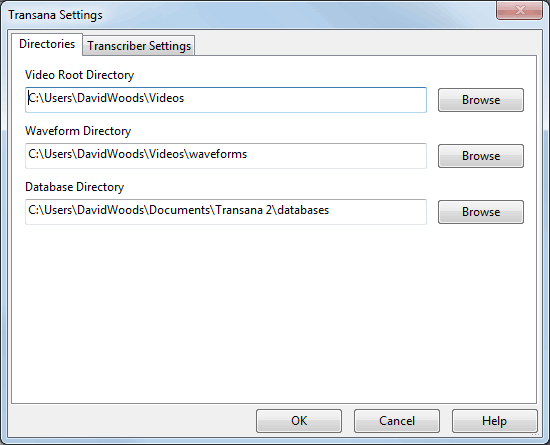 Transana Settings
Directories Transcriber Settings
Video Root Directory
C:\Users\DavidWoods\Videos Browse
Waveform Directory
C:\Users\DavidWoods\Videos\waveforms Browse
Database Directory
C:\Users\DavidWoods\Documents\Transana 2\databases Browse
OK Cancel Help